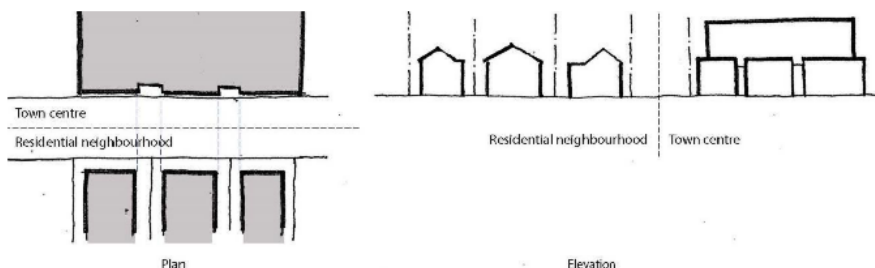 Town centre
Residential neighbourhood
Plan
Residential neighbourhood
Town centre
Elevation